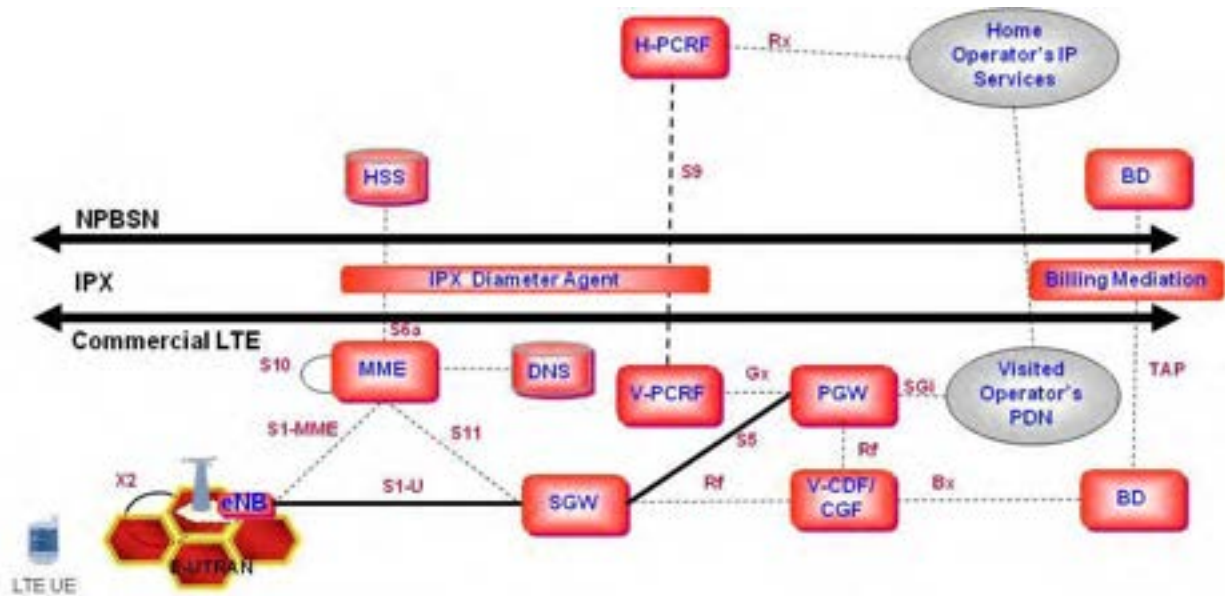 H-PCRF
Rx
Home
Operator's IP
Services
HSS
S9
BD
NPBSN
IPX
IPX Diameter Agent
Billing Mediation
Commercial LTE
S6a
S10
MME
DNS
V-PCRF
Gx
PGW
SGi
Visited
Operator's
PDN
TAP
S1-MME
S11
S5
Rf
X2
eNB
S1-U
SGW
Rf
V-CDF/
CGF
Bx
BD
E-UTRAN
LTE UE